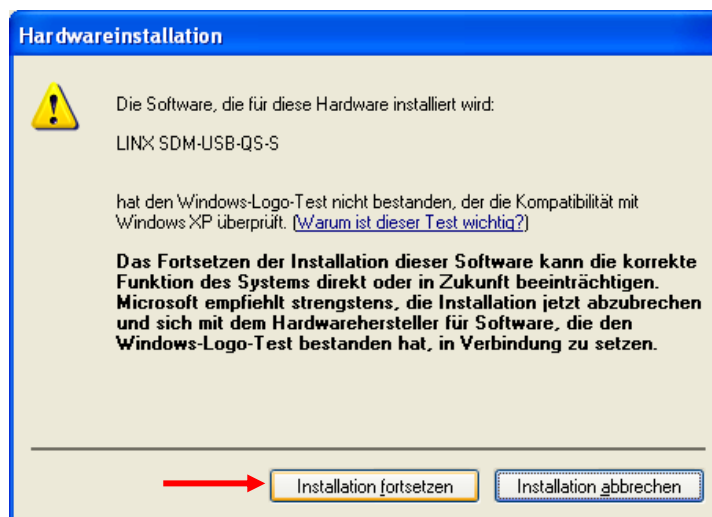 Hardwareinstallation
Die Software, die für diese Hardware installiert wird:
LINX SDM-USB-QS-S
hat den Windows-Logo-Test nicht bestanden, der die Kompatibilität mit
Windows XP überprüft. (Warum ist dieser Test wichtig?)
Das Fortsetzen der Installation dieser Software kann die korrekte
Funktion des Systems direkt oder in Zukunft beeinträchtigen.
Microsoft empfiehlt strengstens, die Installation jetzt abzubrechen
und sich mit dem Hardwarehersteller für Software, die den
Windows-Logo-Test bestanden hat, in Verbindung zu setzen.
Installation fortsetzen Installation abbrechen